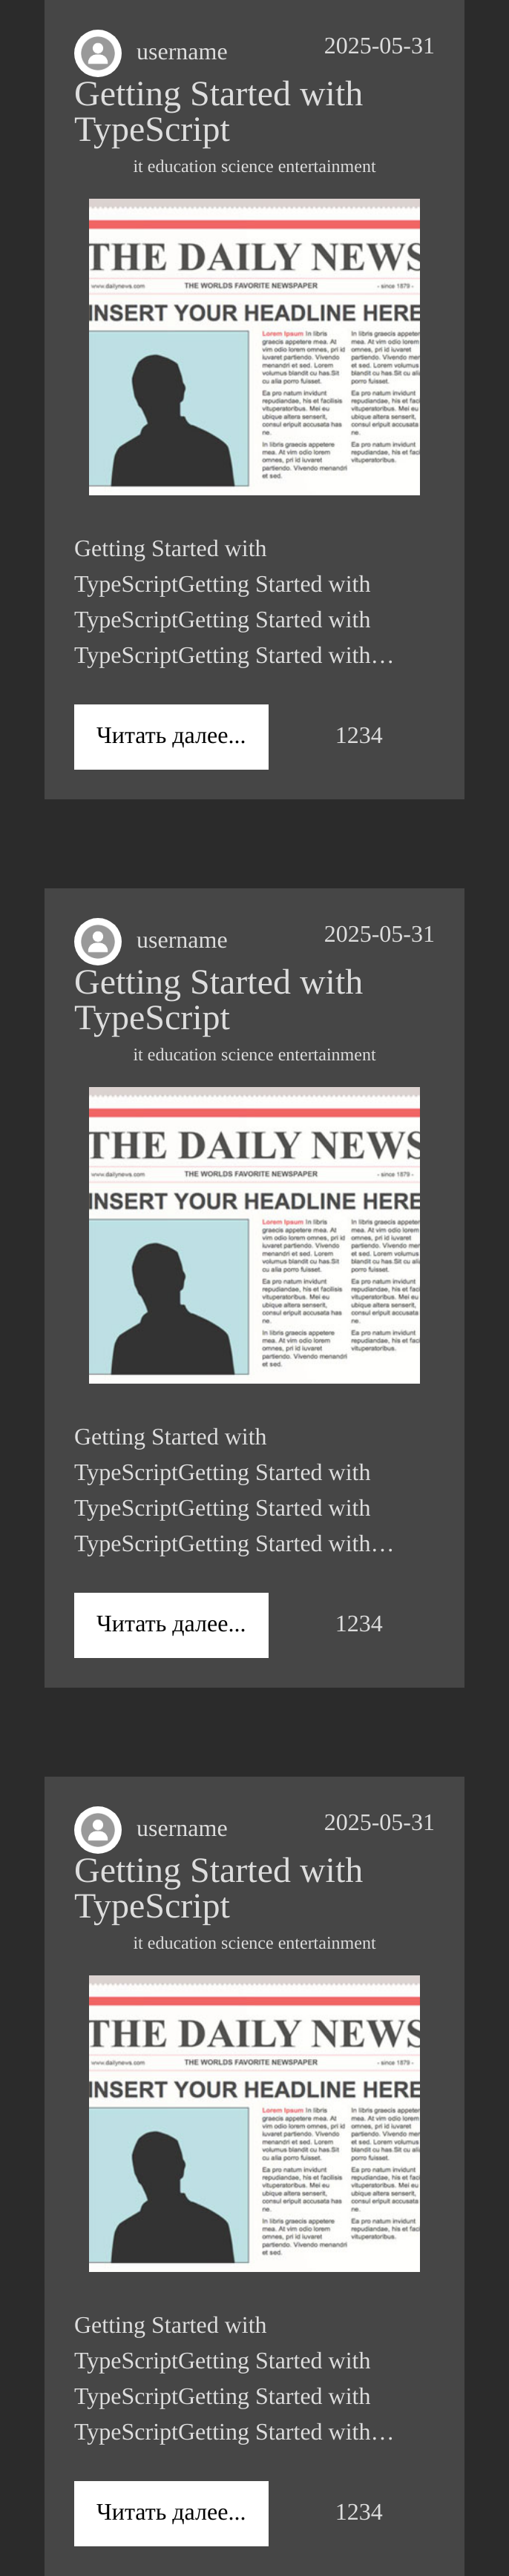 username
2025-05-31
Getting Started with
TypeScript
it education science entertainment
THE DAILY NEWS
www.dailynews.com THE WORLDS FAVORITE NEWSPAPER - since 1879 -
INSERT YOUR HEADLINE HERE
Lorem Ipsum In libris
graecis appetere mea. At
vim odio lorem omnes, pri id
iuvaret partiendo. Vivendo
menandri et sed. Lorem
volumus blandit cu has.Sit
cu alia porro fuisset.
Ea pro natum invidunt
repudiandae, his et facilisis
vituperatoribus. Mei eu
ubique altera senserit,
consul eripuit accusata has
ne.
In libris graecis appetere
mea. At vim odio lorem
omnes, pri id iuvaret
partiendo. Vivendo menandri
et sed.
In libris graecis appeter
mea. At vim odio lorem
omnes, pri id iuvaret
partiendo. Vivendo mer
et sed. Lorem volumus
blandit cu has.Sit cu ali
porro fuisset.
Ea pro natum invidunt
repudiandae, his et faci
vituperatoribus. Mei eu
ubique altera senserit,
consul eripuit accusata
ne.
Ea pro natum invidunt
repudiandae, his et fac
vituperatoribus.
Getting Started with
TypeScriptGetting Started with
TypeScriptGetting Started with
TypeScriptGetting Started with…
Читать далее...
1234
username
2025-05-31
Getting Started with
TypeScript
it education science entertainment
THE DAILY NEWS
www.dailynews.com THE WORLDS FAVORITE NEWSPAPER - since 1879 -
INSERT YOUR HEADLINE HERE
Lorem Ipsum In libris
graecis appetere mea. At
vim odio lorem omnes, pri id
iuvaret partiendo. Vivendo
menandri et sed. Lorem
volumus blandit cu has.Sit
cu alia porro fuisset.
Ea pro natum invidunt
repudiandae, his et facilisis
vituperatoribus. Mei eu
ubique altera senserit,
consul eripuit accusata has
ne.
In libris graecis appetere
mea. At vim odio lorem
omnes, pri id iuvaret
partiendo. Vivendo menandri
et sed.
In libris graecis appeter
mea. At vim odio lorem
omnes, pri id iuvaret
partiendo. Vivendo mer
et sed. Lorem volumus
blandit cu has.Sit cu ali
porro fuisset.
Ea pro natum invidunt
repudiandae, his et faci
vituperatoribus. Mei eu
ubique altera senserit,
consul eripuit accusata
ne.
Ea pro natum invidunt
repudiandae, his et fac
vituperatoribus.
Getting Started with
TypeScriptGetting Started with
TypeScriptGetting Started with
TypeScriptGetting Started with…
Читать далее...
1234
username
2025-05-31
Getting Started with
TypeScript
it education science entertainment
THE DAILY NEWS
www.dailynews.com THE WORLDS FAVORITE NEWSPAPER - since 1879 -
INSERT YOUR HEADLINE HERE
Lorem Ipsum In libris
graecis appetere mea. At
vim odio lorem omnes, pri id
iuvaret partiendo. Vivendo
menandri et sed. Lorem
volumus blandit cu has.Sit
cu alia porro fuisset.
Ea pro natum invidunt
repudiandae, his et facilisis
vituperatoribus. Mei eu
ubique altera senserit,
consul eripuit accusata has
ne.
In libris graecis appetere
mea. At vim odio lorem
omnes, pri id iuvaret
partiendo. Vivendo menandri
et sed.
In libris graecis appeter
mea. At vim odio lorem
omnes, pri id iuvaret
partiendo. Vivendo mer
et sed. Lorem volumus
blandit cu has.Sit cu ali
porro fuisset.
Ea pro natum invidunt
repudiandae, his et faci
vituperatoribus. Mei eu
ubique altera senserit,
consul eripuit accusata
ne.
Ea pro natum invidunt
repudiandae, his et fac
vituperatoribus.
Getting Started with
TypeScriptGetting Started with
TypeScriptGetting Started with
TypeScriptGetting Started with…
Читать далее...
1234